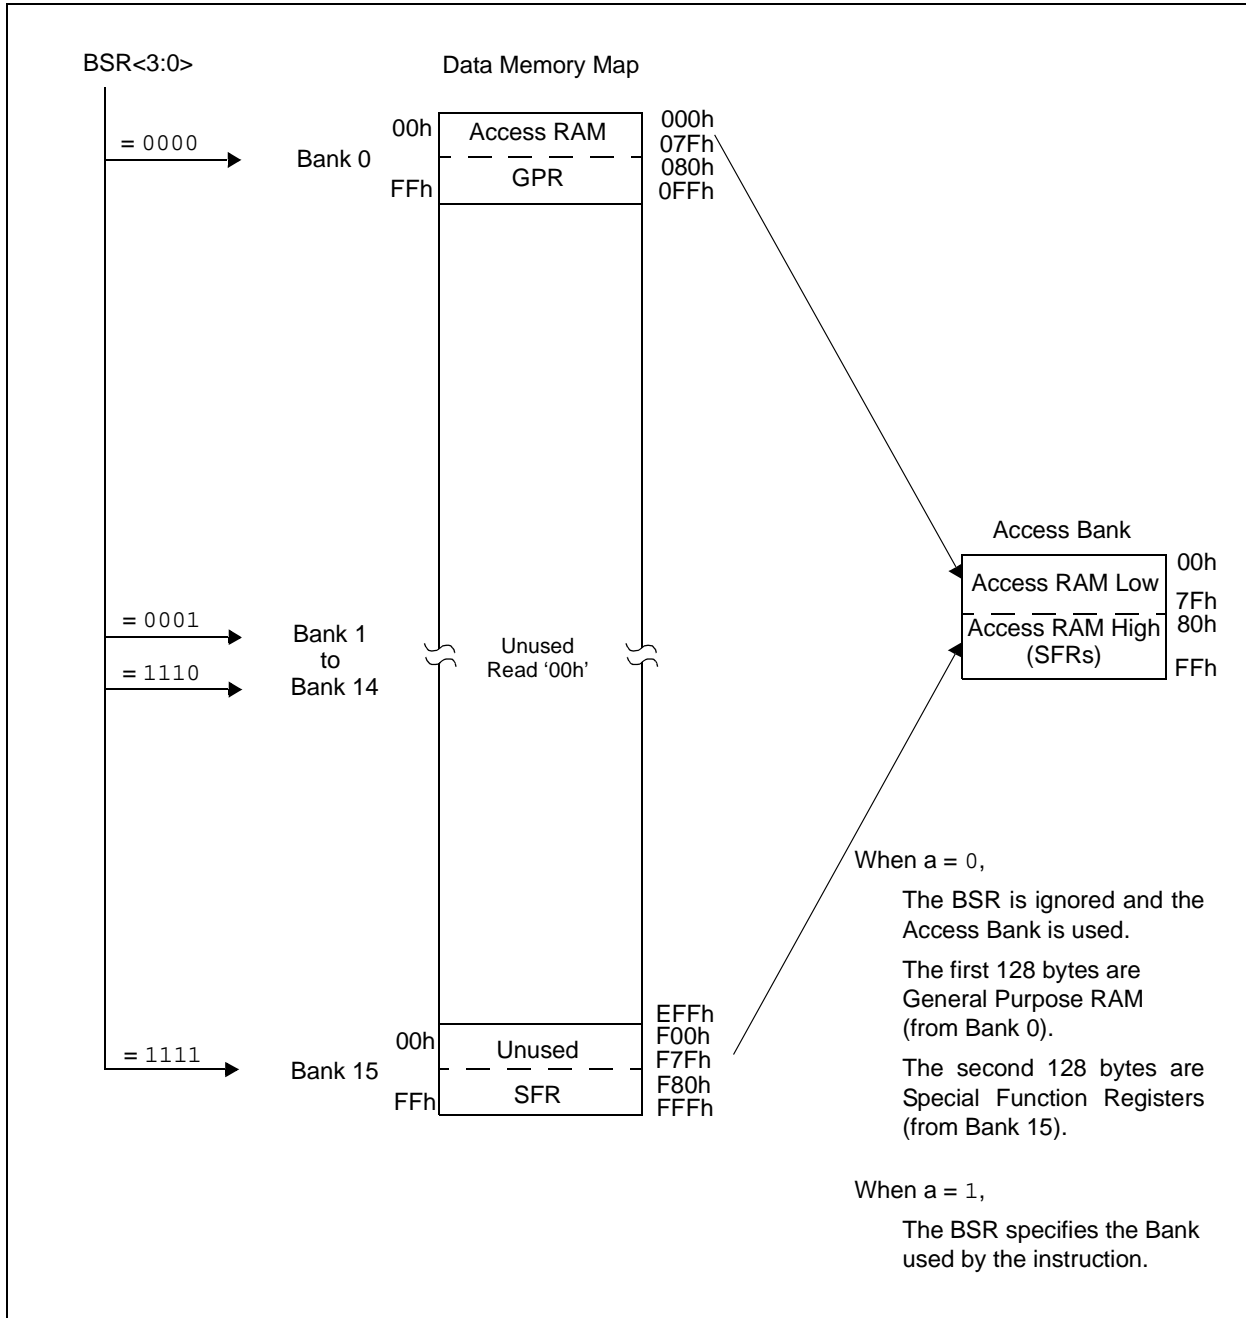 BSR<3:0>
Data Memory Map
= 0000
Bank 0
00h
FFh
Access RAM
GPR
000h
07Fh
080h
0FFh
= 0001
Bank 1
to
= 1110
Bank 14
Unused
Read ‘00h’
Access Bank
Access RAM Low
Access RAM High
(SFRs)
00h
7Fh
80h
FFh
= 1111
Bank 15
00h
FFh
Unused
SFR
EFFh
F00h
F7Fh
F80h
FFFh
When a = 0,
The BSR is ignored and the
Access Bank is used.
The first 128 bytes are
General Purpose RAM
(from Bank 0).
The second 128 bytes are
Special Function Registers
(from Bank 15).
When a = 1,
The BSR specifies the Bank
used by the instruction.